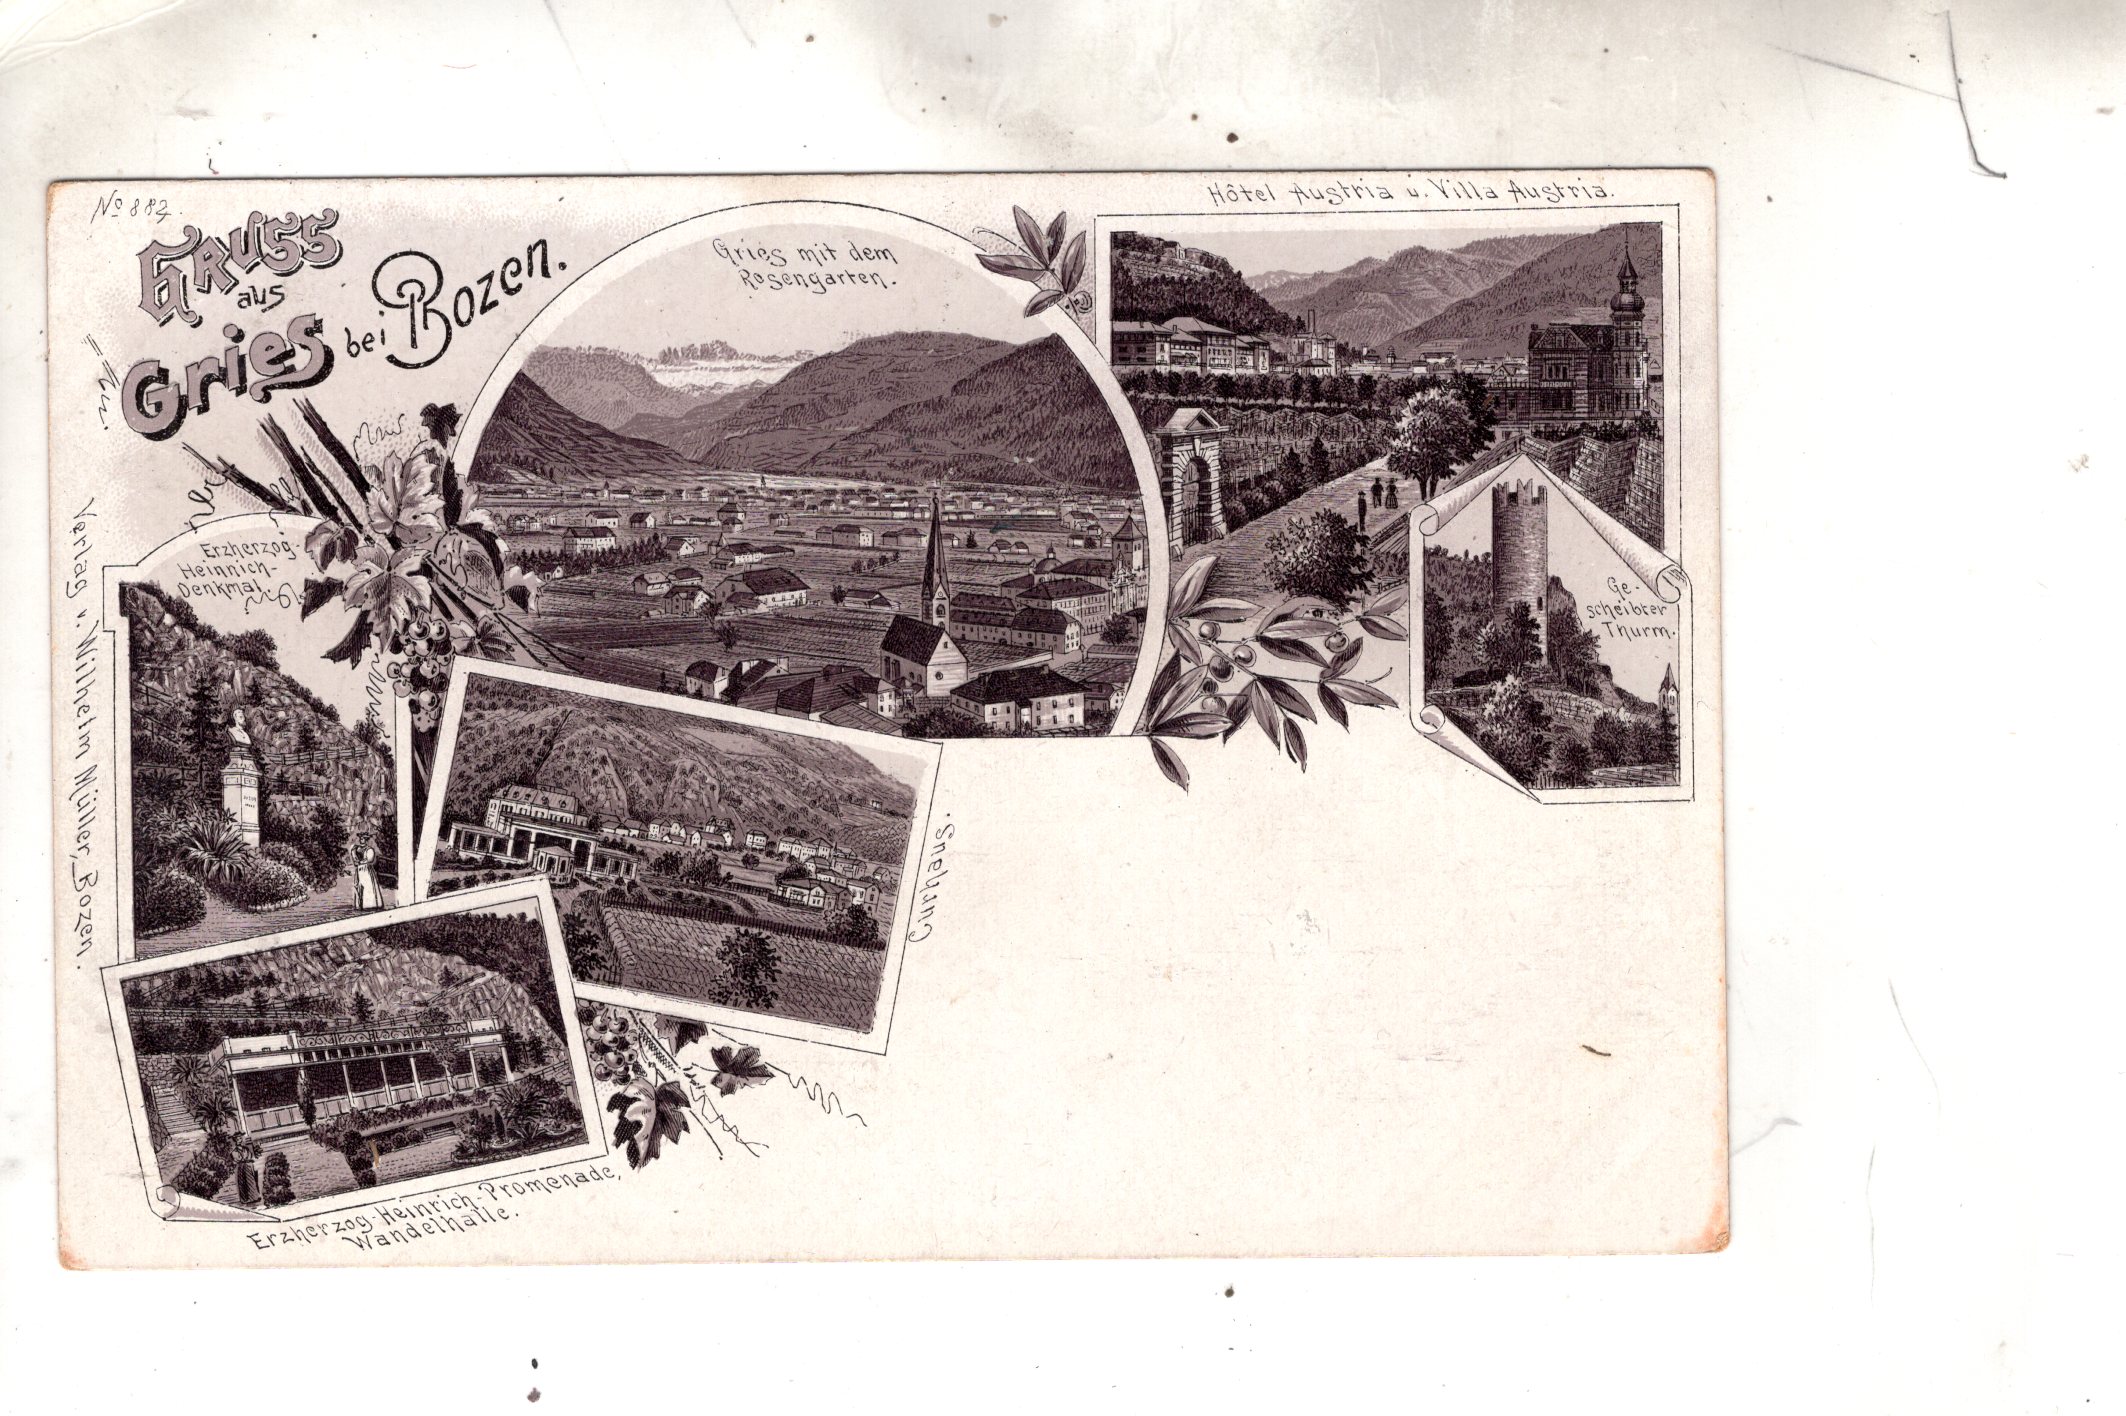 No 883.
GRUSS
aus
Gries bei Bozen.
Gries mit dem
Rosengarten.
Hôtel Austria u. Villa Austria.
Ge-
scheibter
Thurm.
Erzherzog-
Heinrich-
Denkmal.
Curhaus.
Erzherzog-Heinrich-Promenade,
Wandelhalle.
Verlag v. Wilhelm Müller, Bozen.